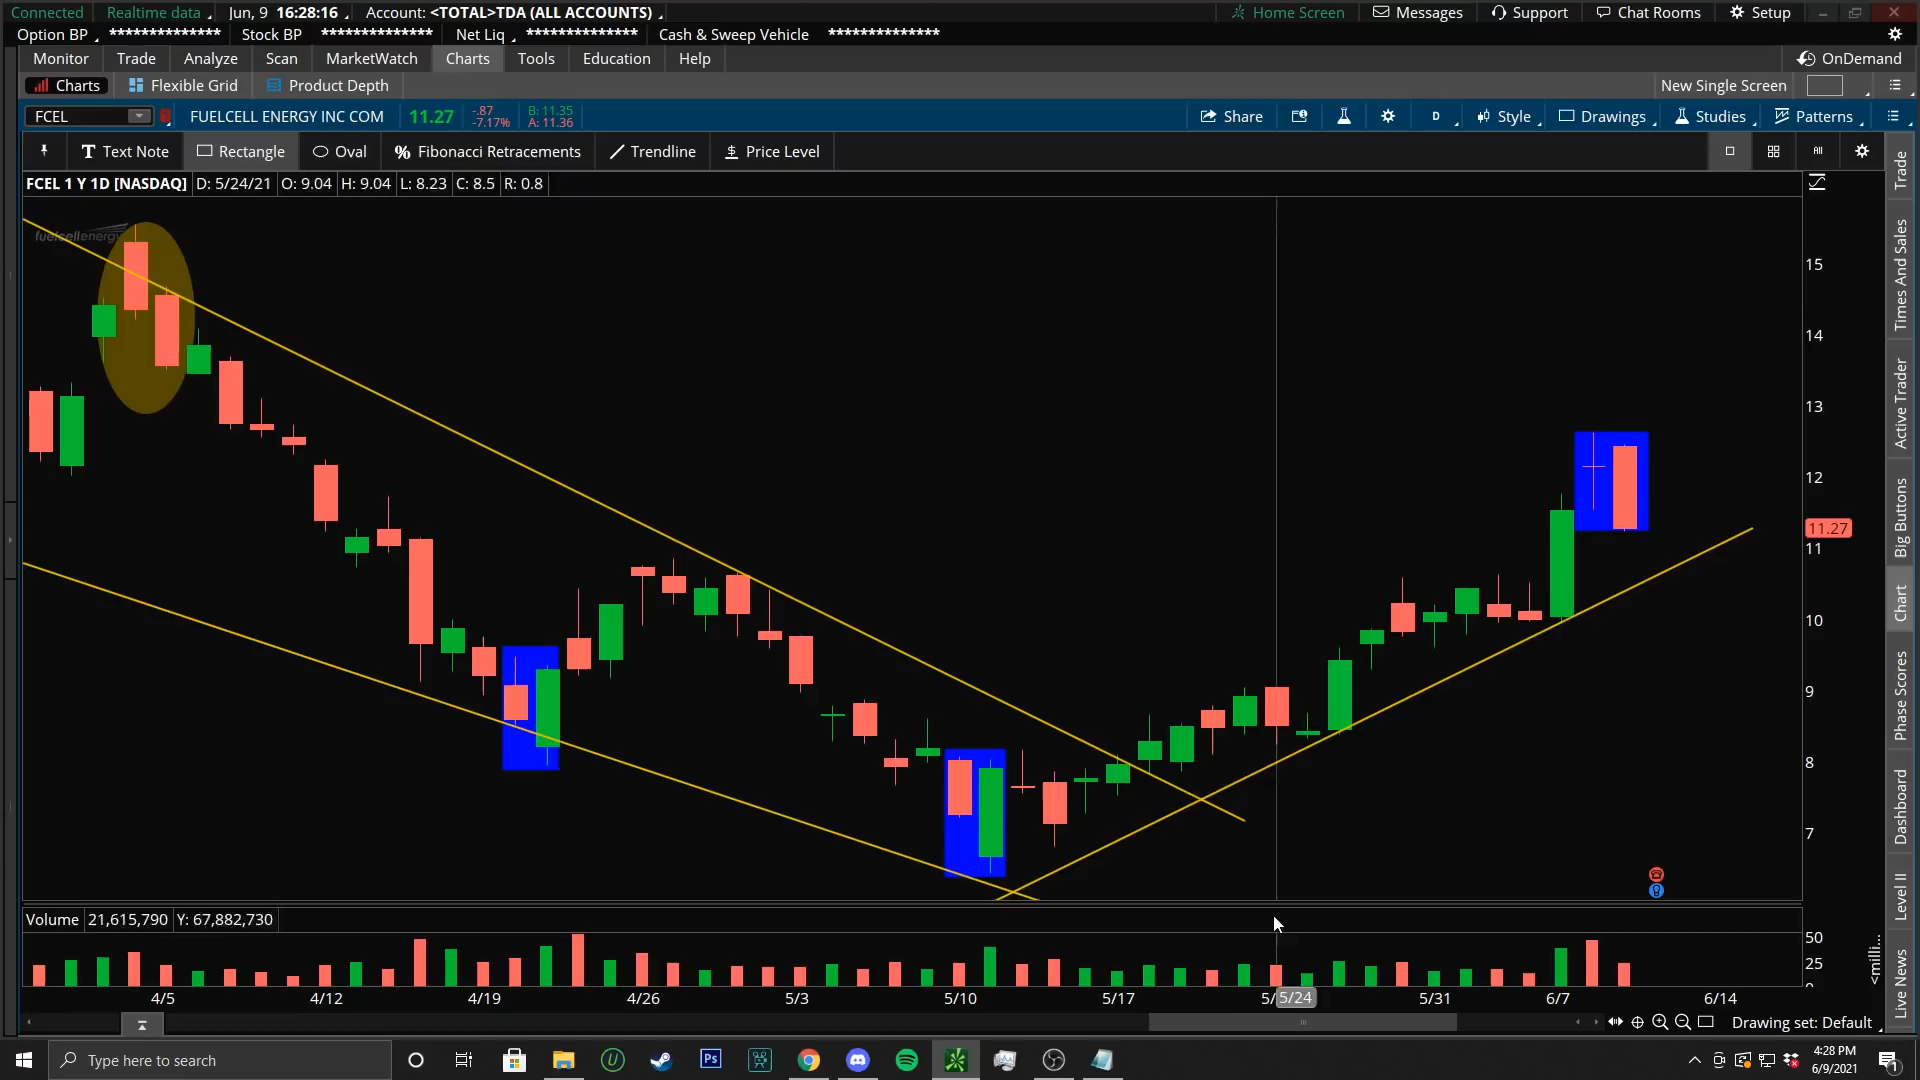 Connected Realtime data Jun, 9 16:28:16 Account: <TOTAL>TDA (ALL ACCOUNTS) Home Screen Messages Support Chat Rooms Setup
Option BP ************** Stock BP ************** Net Liq ************** Cash & Sweep Vehicle **************
Monitor Trade Analyze Scan MarketWatch Charts Tools Education Help OnDemand
Charts Flexible Grid Product Depth New Single Screen
FCEL FUELCELL ENERGY INC COM 11.27 -.87 B: 11.35 Share D Style Drawings Studies Patterns
-7.17% A: 11.36
T Text Note Rectangle Oval % Fibonacci Retracements Trendline $ Price Level All
FCEL 1 Y 1D [NASDAQ] D: 5/24/21 O: 9.04 H: 9.04 L: 8.23 C: 8.5 R: 0.8
fuelcellenergy
15
14
13
12
11.27
11
10
9
8
7
Volume 21,615,790 Y: 67,882,730
50
25
<milli...
4/5 4/12 4/19 4/26 5/3 5/10 5/17 5/24 5/31 6/7 6/14
Drawing set: Default
Trade
Times And Sales
Active Trader
Big Buttons
Chart
Phase Scores
Dashboard
Level II
Live News
Type here to search
Ps
4:28 PM
6/9/2021
1